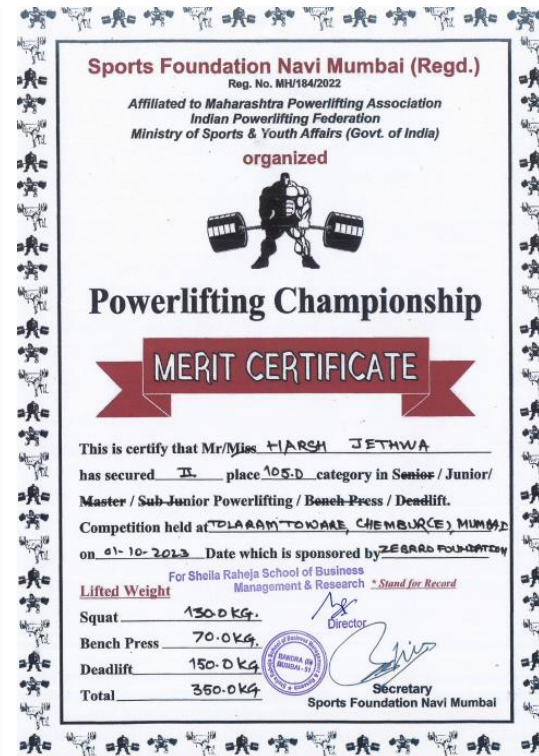 Sports Foundation Navi Mumbai (Regd.)
Reg. No. MH/184/2022
Affiliated to Maharashtra Powerlifting Association
Indian Powerlifting Federation
Ministry of Sports & Youth Affairs (Govt. of India)
organized
Powerlifting Championship
MERIT CERTIFICATE
This is certify that Mr/Miss HARSH JETHWA
has secured II place 105.0 category in Senior / Junior/
Master / Sub Junior Powerlifting / Bench Press / Deadlift.
Competition held at TOLARAM TOWARE, CHEMBUR(E), MUMBAI
on 01-10-2023 Date which is sponsored by ZEBARO FOUNDATION
For Sheila Raheja School of Business
Management & Research
* Stand for Record
Lifted Weight
Director
Squat 130.0 KG.
Bench Press 70.0 KG.
Deadlift 150.0 KG
Total 350.0 KG
BANDRA (E)
MUMBAI - 51
Secretary
Sports Foundation Navi Mumbai